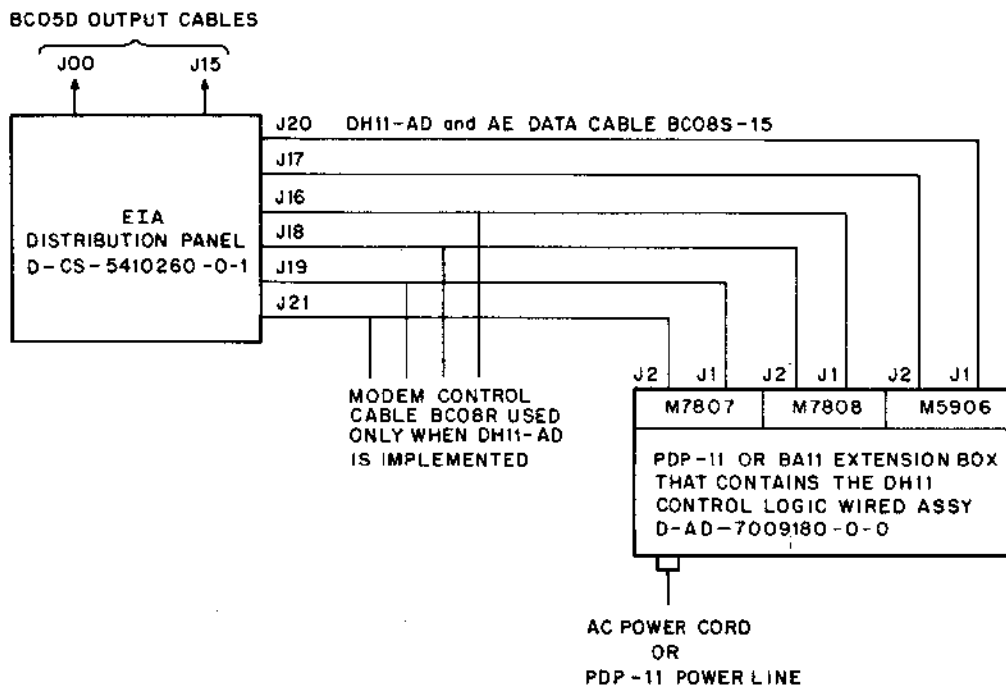 BC05D OUTPUT CABLES
J00 J15
J20 DH11-AD and AE DATA CABLE BC08S-15
J17
J16
J18
J19
J21
EIA
DISTRIBUTION PANEL
D-CS-5410260-0-1
MODEM CONTROL
CABLE BC08R USED
ONLY WHEN DH11-AD
IS IMPLEMENTED
J2 J1 J2 J1 J2 J1
M7807 M7808 M5906
PDP-11 OR BA11 EXTENSION BOX
THAT CONTAINS THE DH11
CONTROL LOGIC WIRED ASSY
D-AD-7009180-0-0
AC POWER CORD
OR
PDP-11 POWER LINE